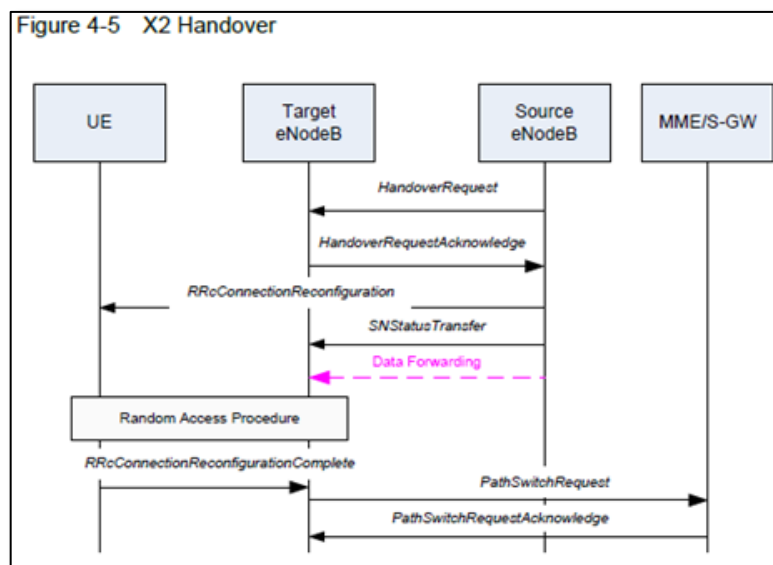 Figure 4-5 X2 Handover
UE
Target
eNodeB
Source
eNodeB
MME/S-GW
HandoverRequest
HandoverRequestAcknowledge
RRcConnectionReconfiguration
SNStatusTransfer
Data Forwarding
Random Access Procedure
RRcConnectionReconfigurationComplete
PathSwitchRequest
PathSwitchRequestAcknowledge